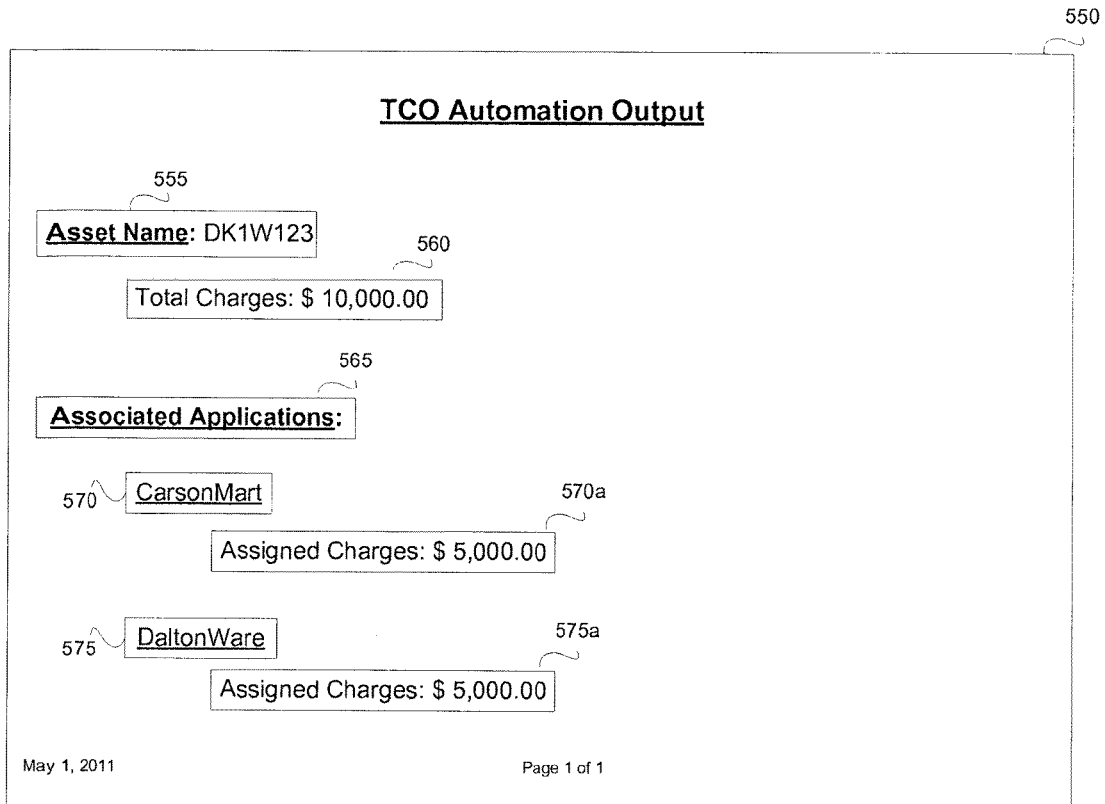 550
TCO Automation Output
555
Asset Name: DK1W123
560
Total Charges: $ 10,000.00
565
Associated Applications:
570
CarsonMart
570a
Assigned Charges: $ 5,000.00
575
DaltonWare
575a
Assigned Charges: $ 5,000.00
May 1, 2011
Page 1 of 1